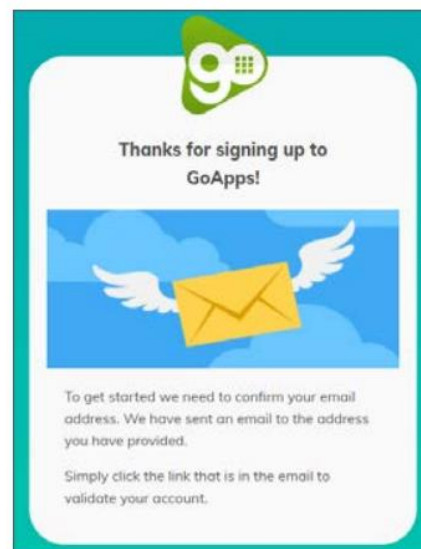 go
Thanks for signing up to
GoApps!
To get started we need to confirm your email
address. We have sent an email to the address
you have provided.
Simply click the link that is in the email to
validate your account.